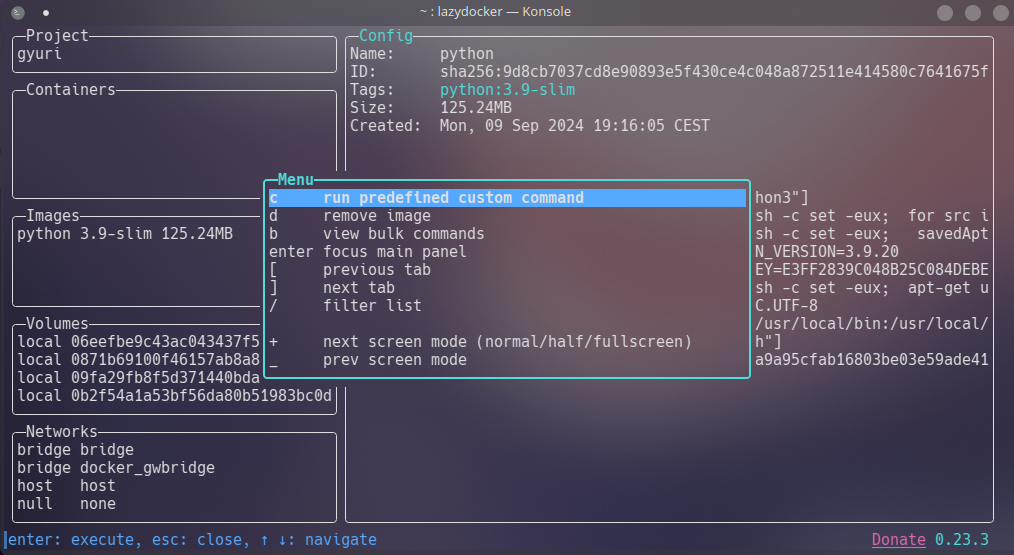 ~ : lazydocker — Konsole
Project
gyuri
Containers
Images
python 3.9-slim 125.24MB
Volumes
local 06eefbe9c43ac043437f5
local 0871b69100f46157ab8a8
local 09fa29fb8f5d371440bda
local 0b2f54a1a53bf56da80b51983bc0d
Networks
bridge bridge
bridge docker_gwbridge
host   host
null   none
Config
Name:     python
ID:       sha256:9d8cb7037cd8e90893e5f430ce4c048a872511e414580c7641675f
Tags:     python:3.9-slim
Size:     125.24MB
Created:  Mon, 09 Sep 2024 19:16:05 CEST
hon3"]
sh -c set -eux;  for src i
sh -c set -eux;   savedApt
N_VERSION=3.9.20
EY=E3FF2839C048B25C084DEBE
sh -c set -eux;  apt-get u
C.UTF-8
/usr/local/bin:/usr/local/
h"]
a9a95cfab16803be03e59ade41
Menu
c     run predefined custom command
d     remove image
b     view bulk commands
enter focus main panel
[     previous tab
]     next tab
/     filter list
+     next screen mode (normal/half/fullscreen)
_     prev screen mode
enter: execute, esc: close, ↑ ↓: navigate
Donate 0.23.3